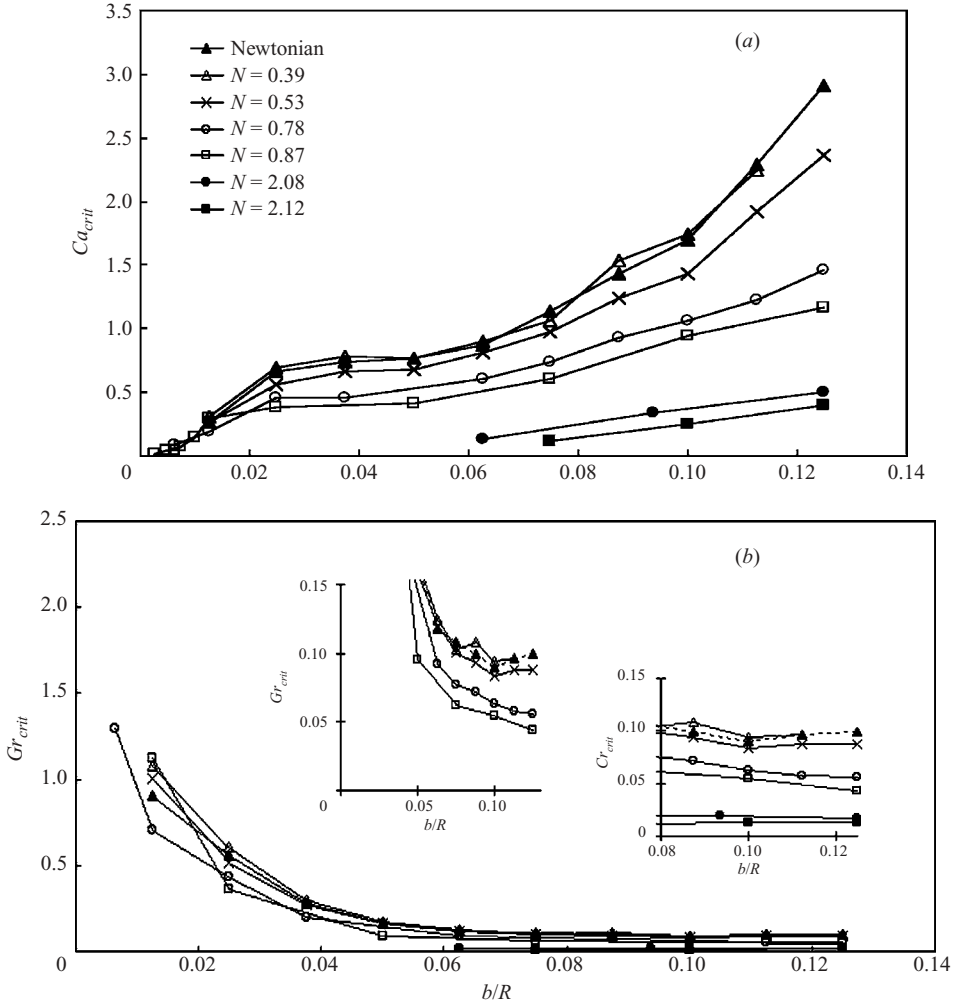 3.5
(a)
Newtonian
3.0
N = 0.39
N = 0.53
2.5
N = 0.78
N = 0.87
2.0
N = 2.08
N = 2.12
Ca_crit
1.5
1.0
0.5
0
0.02
0.04
0.06
0.08
0.10
0.12
0.14
2.5
(b)
2.0
1.5
Gr_crit
1.0
0.5
0
0.02
0.04
0.06
0.08
0.10
0.12
0.14
b/R
0.15
0.10
Gr_crit
0.05
0
0.05
0.10
b/R
0.15
0.10
Cr_crit
0.05
0
0.08
0.10
0.12
b/R